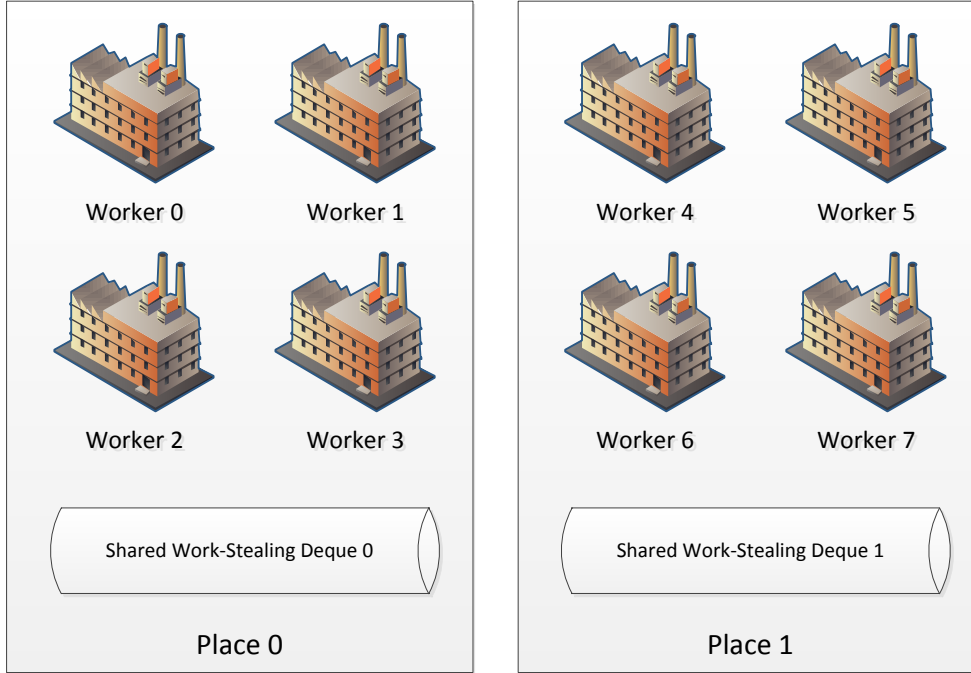 Worker 0
Worker 1
Worker 2
Worker 3
Shared Work-Stealing Deque 0
Place 0
Worker 4
Worker 5
Worker 6
Worker 7
Shared Work-Stealing Deque 1
Place 1